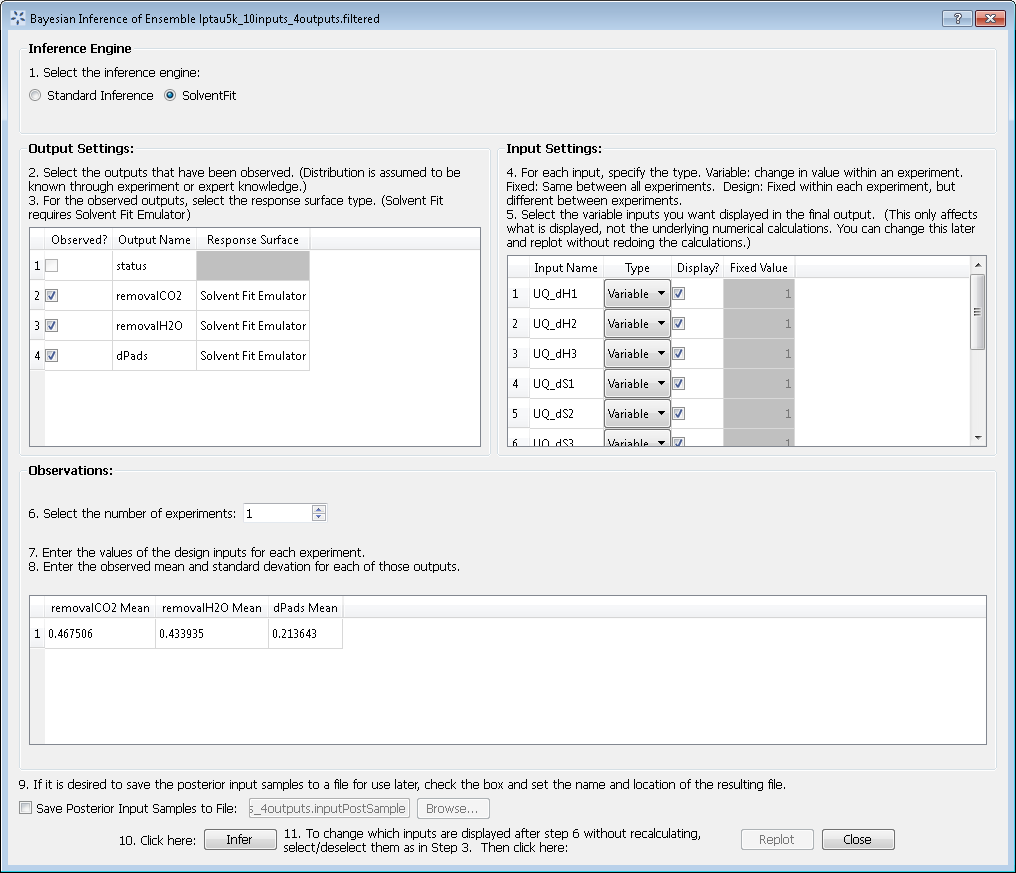 Bayesian Inference of Ensemble lptau5k_10inputs_4outputs.filtered
Inference Engine
1. Select the inference engine:
Standard Inference SolventFit
Output Settings:
2. Select the outputs that have been observed. (Distribution is assumed to be
known through experiment or expert knowledge.)
3. For the observed outputs, select the response surface type. (Solvent Fit
requires Solvent Fit Emulator)
Observed? Output Name Response Surface
1 status
2 removalCO2 Solvent Fit Emulator
3 removalH2O Solvent Fit Emulator
4 dPads Solvent Fit Emulator
Input Settings:
4. For each input, specify the type. Variable: change in value within an experiment.
Fixed: Same between all experiments. Design: Fixed within each experiment, but
different between experiments.
5. Select the variable inputs you want displayed in the final output. (This only affects
what is displayed, not the underlying numerical calculations. You can change this later
and replot without redoing the calculations.)
Input Name Type Display? Fixed Value
1 UQ_dH1 Variable 1
2 UQ_dH2 Variable 1
3 UQ_dH3 Variable 1
4 UQ_dS1 Variable 1
5 UQ_dS2 Variable 1
6 UQ_dS3 Variable 1
Observations:
6. Select the number of experiments: 1
7. Enter the values of the design inputs for each experiment.
8. Enter the observed mean and standard devation for each of those outputs.
removalCO2 Mean removalH2O Mean dPads Mean
1 0.467506 0.433935 0.213643
9. If it is desired to save the posterior input samples to a file for use later, check the box and set the name and location of the resulting file.
Save Posterior Input Samples to File: s_4outputs.inputPostSample Browse...
10. Click here: Infer
11. To change which inputs are displayed after step 6 without recalculating,
select/deselect them as in Step 3. Then click here:
Replot Close